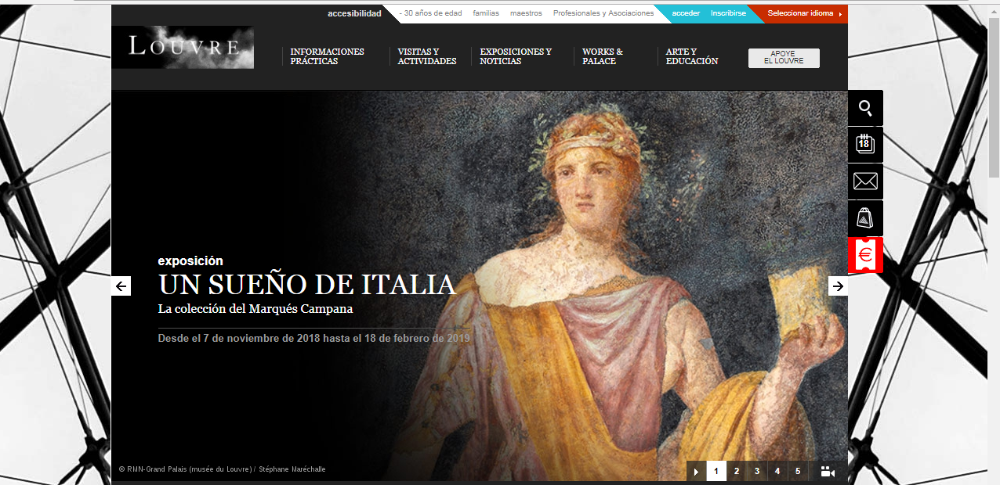 accesibilidad
- 30 años de edad familias maestros Profesionales y Asociaciones
acceder Inscribirse
Seleccionar idioma
LOUVRE
INFORMACIONES
PRÁCTICAS
VISITAS Y
ACTIVIDADES
EXPOSICIONES Y
NOTICIAS
WORKS &
PALACE
ARTE Y
EDUCACIÓN
APOYE
EL LOUVRE
18
€
exposición
UN SUEÑO DE ITALIA
La colección del Marqués Campana
Desde el 7 de noviembre de 2018 hasta el 18 de febrero de 2019
© RMN-Grand Palais (musée du Louvre) / Stéphane Maréchalle
1 2 3 4 5